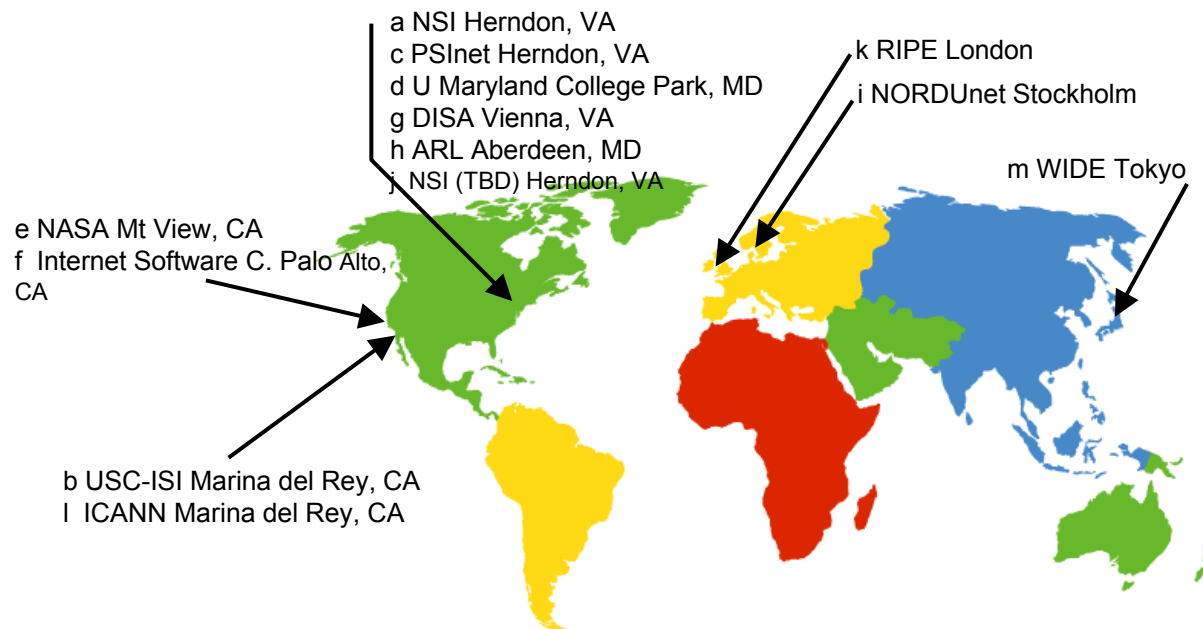 a NSI Herndon, VA
c PSInet Herndon, VA
d U Maryland College Park, MD
g DISA Vienna, VA
h ARL Aberdeen, MD
j NSI (TBD) Herndon, VA
k RIPE London
i NORDUnet Stockholm
m WIDE Tokyo
e NASA Mt View, CA
f Internet Software C. Palo Alto,
CA
b USC-ISI Marina del Rey, CA
l ICANN Marina del Rey, CA